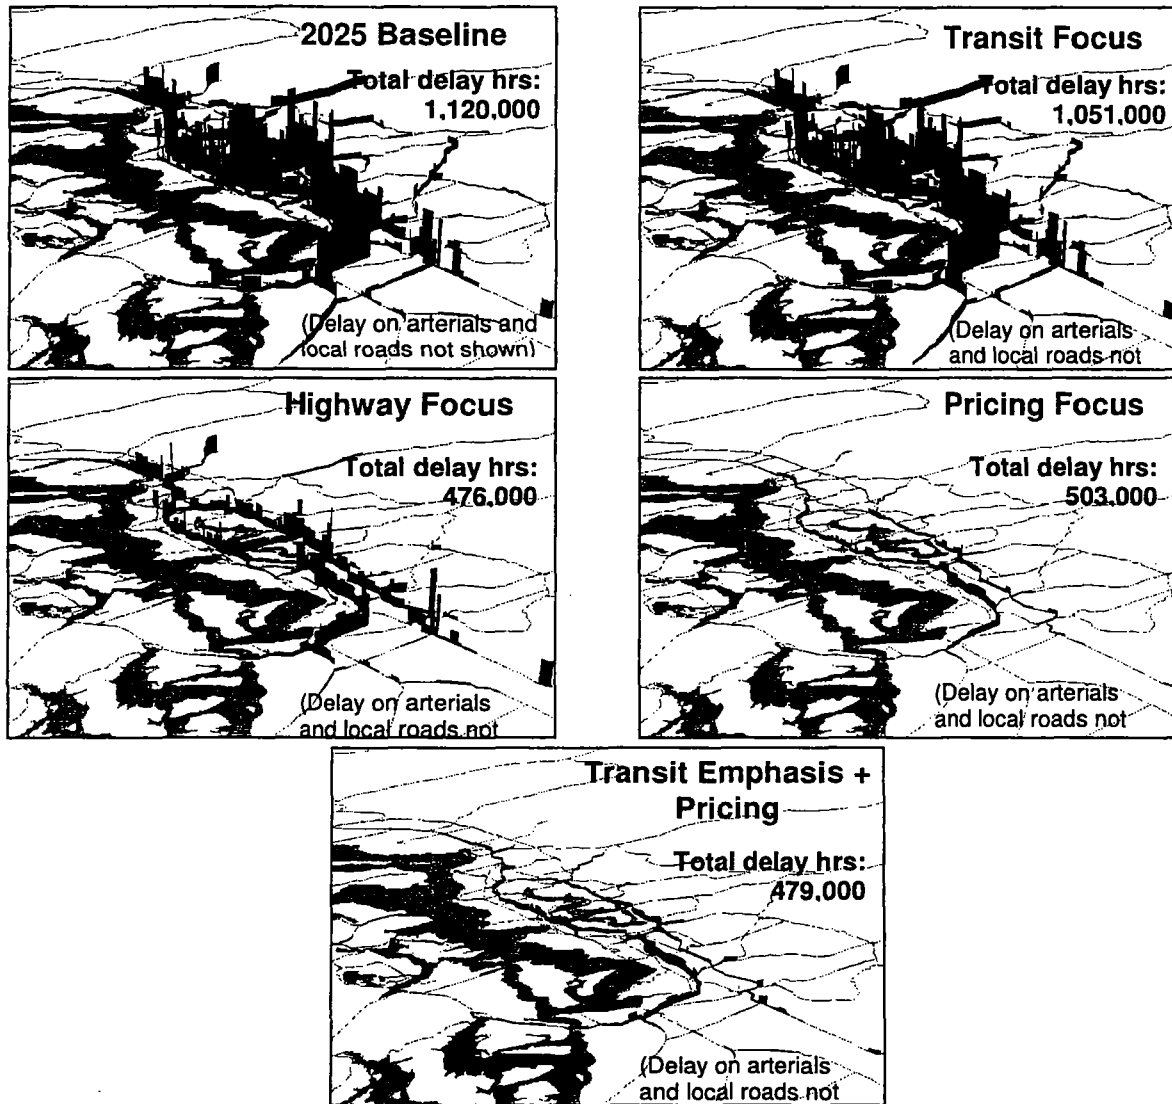 2025 Baseline
Total delay hrs:
1,120,000
(Delay on arterials and
local roads not shown)
Transit Focus
Total delay hrs:
1,051,000
(Delay on arterials
and local roads not
Highway Focus
Total delay hrs:
476,000
(Delay on arterials
and local roads not
Pricing Focus
Total delay hrs:
503,000
(Delay on arterials
and local roads not
Transit Emphasis +
Pricing
Total delay hrs:
479,000
(Delay on arterials
and local roads not